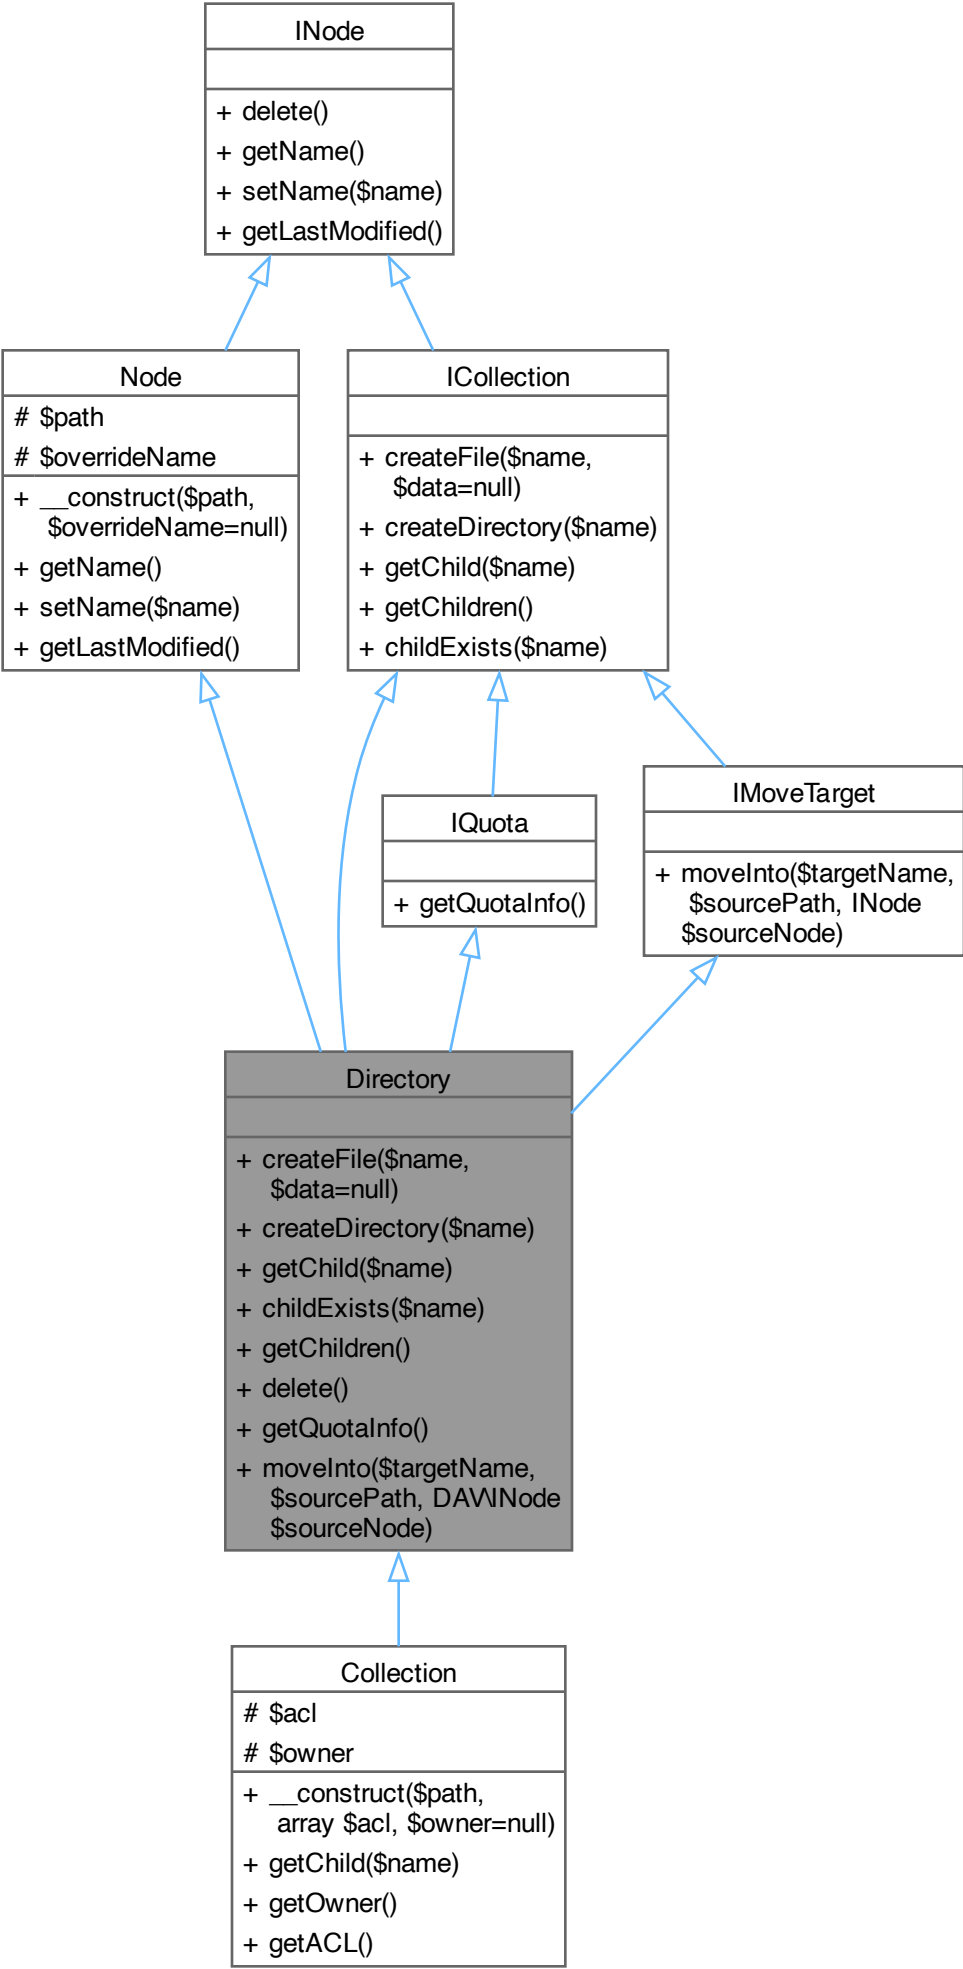 INode
+ delete()
+ getName()
+ setName($name)
+ getLastModified()
Node
# $path
# $overrideName
+ __construct($path,
$overrideName=null)
+ getName()
+ setName($name)
+ getLastModified()
ICollection
+ createFile($name,
$data=null)
+ createDirectory($name)
+ getChild($name)
+ getChildren()
+ childExists($name)
IQuota
+ getQuotaInfo()
IMoveTarget
+ moveInto($targetName,
$sourcePath, INode
$sourceNode)
Directory
+ createFile($name,
$data=null)
+ createDirectory($name)
+ getChild($name)
+ childExists($name)
+ getChildren()
+ delete()
+ getQuotaInfo()
+ moveInto($targetName,
$sourcePath, DAV\INode
$sourceNode)
Collection
# $acl
# $owner
+ __construct($path,
array $acl, $owner=null)
+ getChild($name)
+ getOwner()
+ getACL()